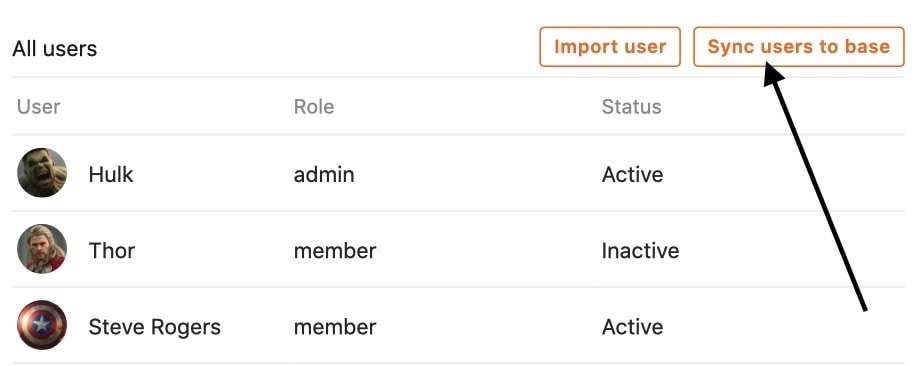 All users Import user Sync users to base
User Role Status
Hulk admin Active
Thor member Inactive
Steve Rogers member Active